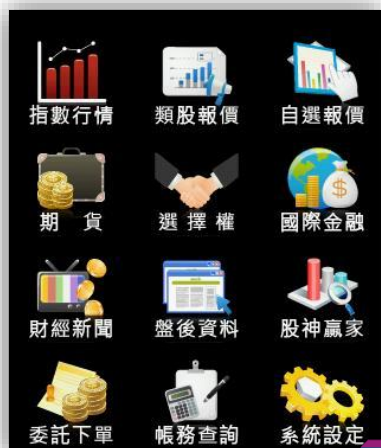 指數行情 類股報價 自選報價
期 貨 選擇權 國際金融
財經新聞 盤後資料 股神贏家
委託下單 帳務查詢 系統設定